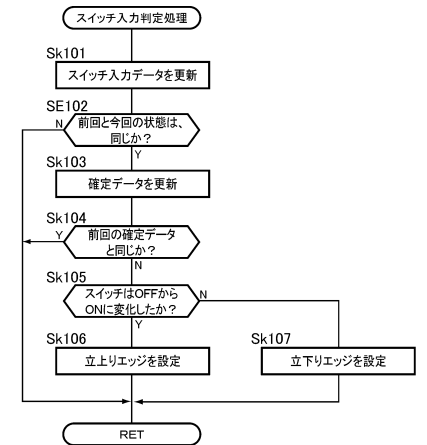 スイッチ入力判定処理
Sk101
スイッチ入力データを更新
SE102
前回と今回の状態は、
同じか？
N
Y
Sk103
確定データを更新
Sk104
前回の確定データ
と同じか？
Y
N
Sk105
スイッチはOFFから
ONに変化したか？
N
Y
Sk106
立上りエッジを設定
Sk107
立下りエッジを設定
RET